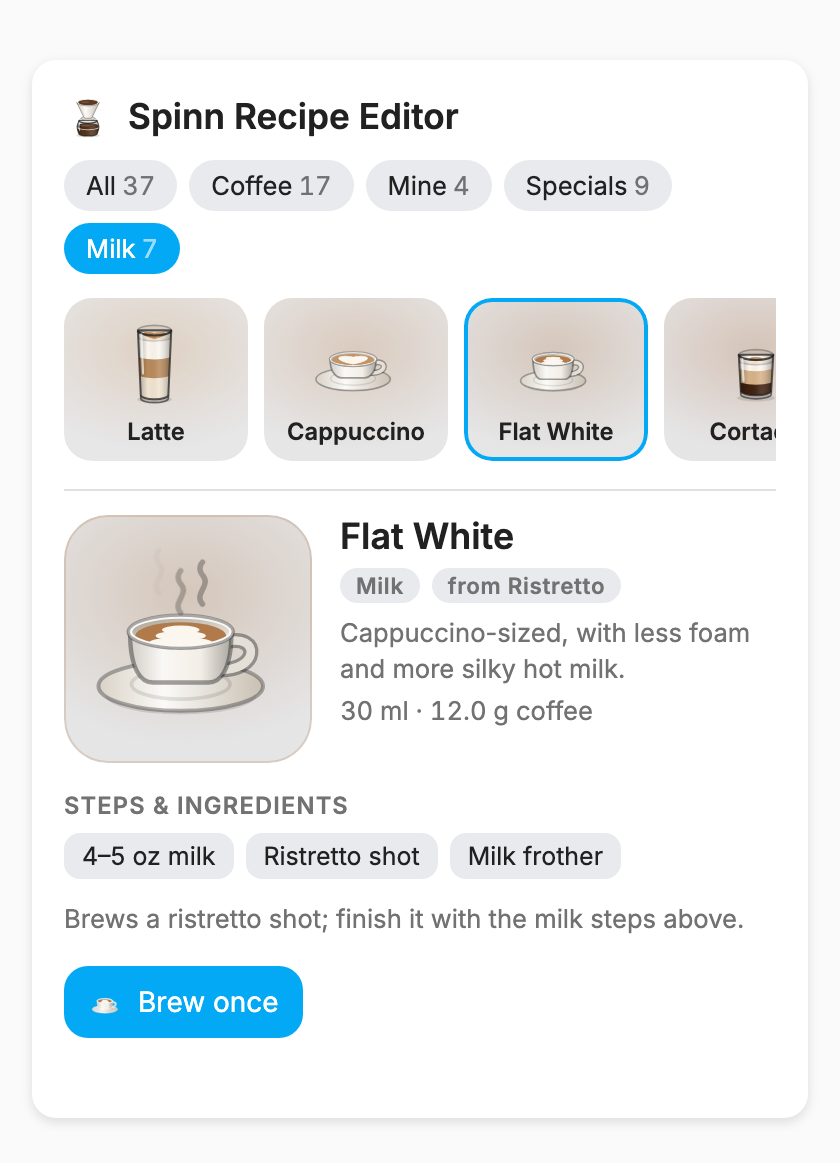 Spinn Recipe Editor
All 37 Coffee 17 Mine 4 Specials 9
Milk 7
Latte Cappuccino Flat White
Flat White
Milk from Ristretto
Cappuccino-sized, with less foam
and more silky hot milk.
30 ml · 12.0 g coffee
STEPS & INGREDIENTS
4–5 oz milk Ristretto shot Milk frother
Brews a ristretto shot; finish it with the milk steps above.
Brew once